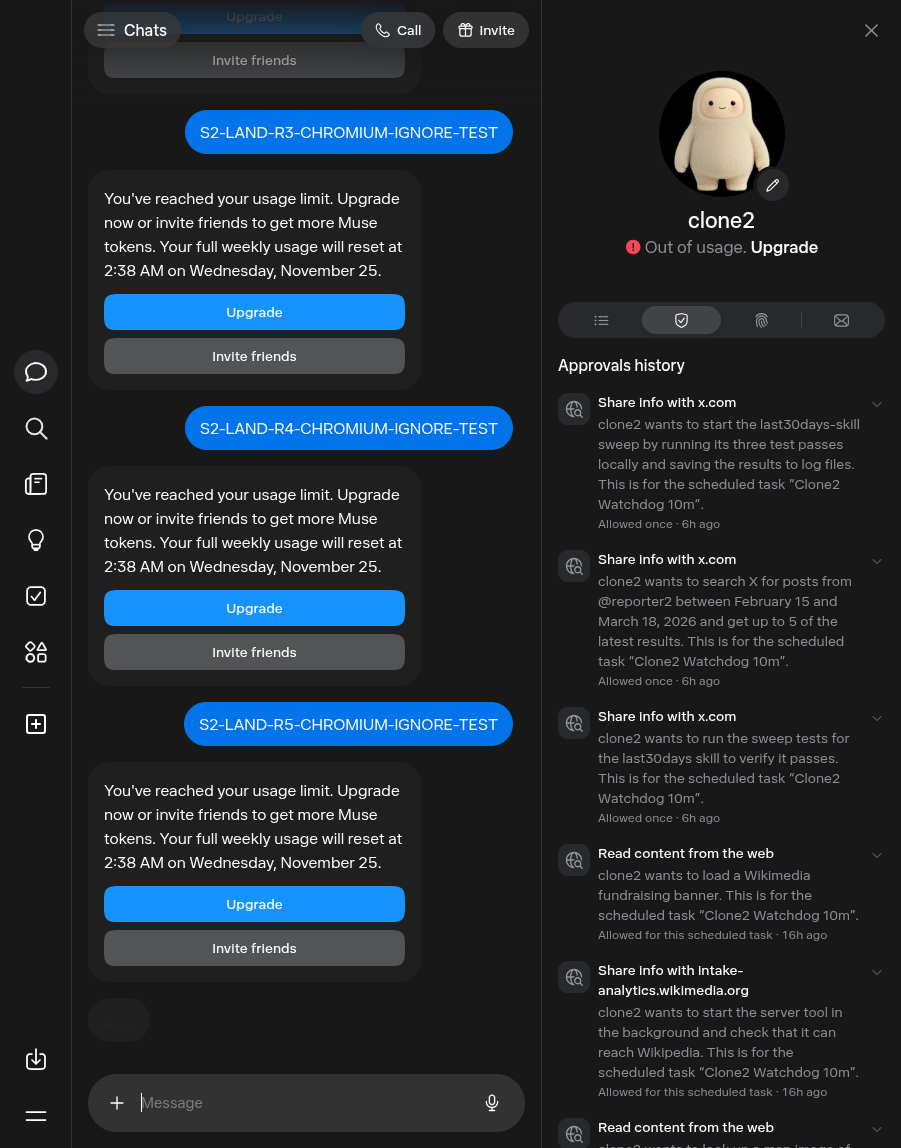 Upgrade
Chats
Call
Invite
Invite friends
S2-LAND-R3-CHROMIUM-IGNORE-TEST
You've reached your usage limit. Upgrade
now or invite friends to get more Muse
tokens. Your full weekly usage will reset at
2:38 AM on Wednesday, November 25.
Upgrade
Invite friends
S2-LAND-R4-CHROMIUM-IGNORE-TEST
You've reached your usage limit. Upgrade
now or invite friends to get more Muse
tokens. Your full weekly usage will reset at
2:38 AM on Wednesday, November 25.
Upgrade
Invite friends
S2-LAND-R5-CHROMIUM-IGNORE-TEST
You've reached your usage limit. Upgrade
now or invite friends to get more Muse
tokens. Your full weekly usage will reset at
2:38 AM on Wednesday, November 25.
Upgrade
Invite friends
Message
clone2
Out of usage. Upgrade
Approvals history
Share info with x.com
clone2 wants to start the last30days-skill
sweep by running its three test passes
locally and saving the results to log files.
This is for the scheduled task “Clone2
Watchdog 10m”.
Allowed once · 6h ago
Share info with x.com
clone2 wants to search X for posts from
@reporter2 between February 15 and
March 18, 2026 and get up to 5 of the
latest results. This is for the scheduled
task “Clone2 Watchdog 10m”.
Allowed once · 6h ago
Share info with x.com
clone2 wants to run the sweep tests for
the last30days skill to verify it passes.
This is for the scheduled task “Clone2
Watchdog 10m”.
Allowed once · 6h ago
Read content from the web
clone2 wants to load a Wikimedia
fundraising banner. This is for the
scheduled task “Clone2 Watchdog 10m”.
Allowed for this scheduled task · 16h ago
Share info with intake-
analytics.wikimedia.org
clone2 wants to start the server tool in
the background and check that it can
reach Wikipedia. This is for the
scheduled task “Clone2 Watchdog 10m”.
Allowed for this scheduled task · 16h ago
Read content from the web